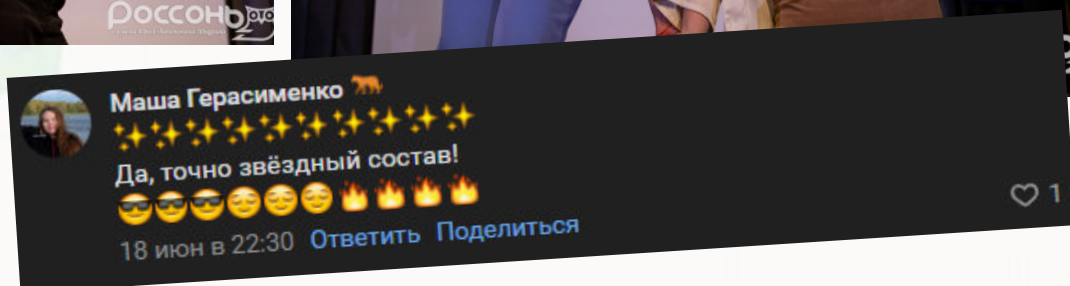 РОССОНЬ
Маша Герасименко 🐅
✨✨✨✨✨✨✨✨✨✨
Да, точно звёздный состав!
😎😎😎😌😌😌🔥🔥🔥🔥
18 июн в 22:30 Ответить Поделиться
1